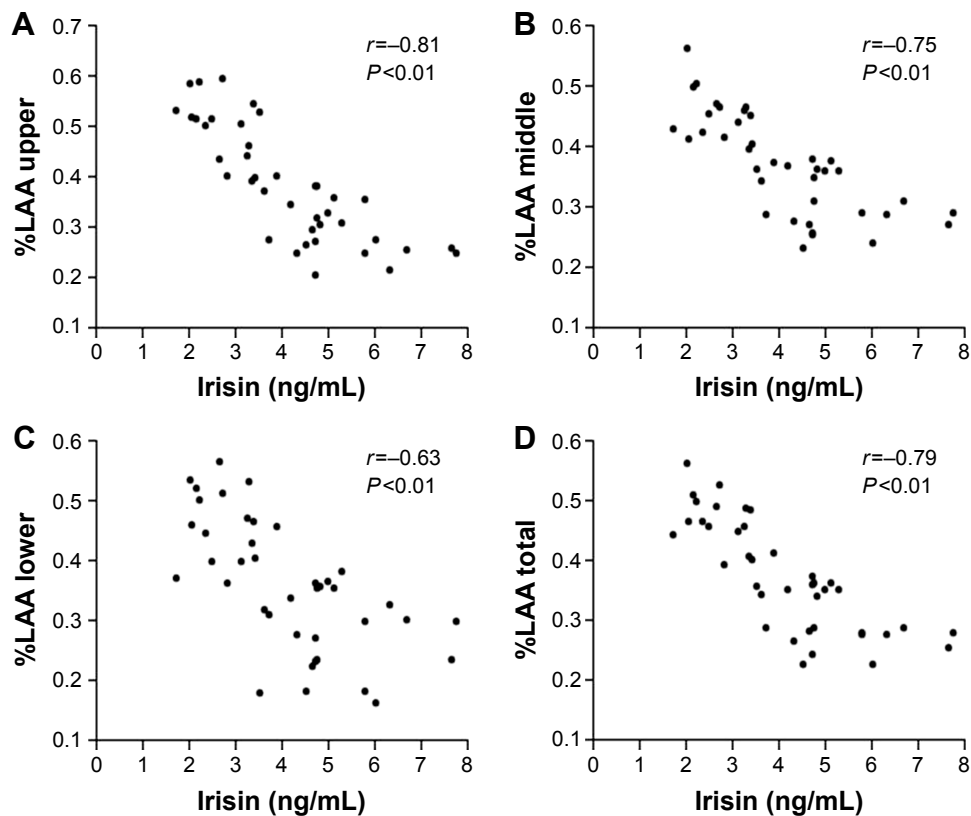 A
r=–0.81
P<0.01
%LAA upper
0.7
0.6
0.5
0.4
0.3
0.2
0.1
0 1 2 3 4 5 6 7 8
Irisin (ng/mL)
B
r=–0.75
P<0.01
%LAA middle
0.6
0.5
0.4
0.3
0.2
0.1
0 1 2 3 4 5 6 7 8
Irisin (ng/mL)
C
r=–0.63
P<0.01
%LAA lower
0.6
0.5
0.4
0.3
0.2
0.1
0 1 2 3 4 5 6 7 8
Irisin (ng/mL)
D
r=–0.79
P<0.01
%LAA total
0.6
0.5
0.4
0.3
0.2
0.1
0 1 2 3 4 5 6 7 8
Irisin (ng/mL)